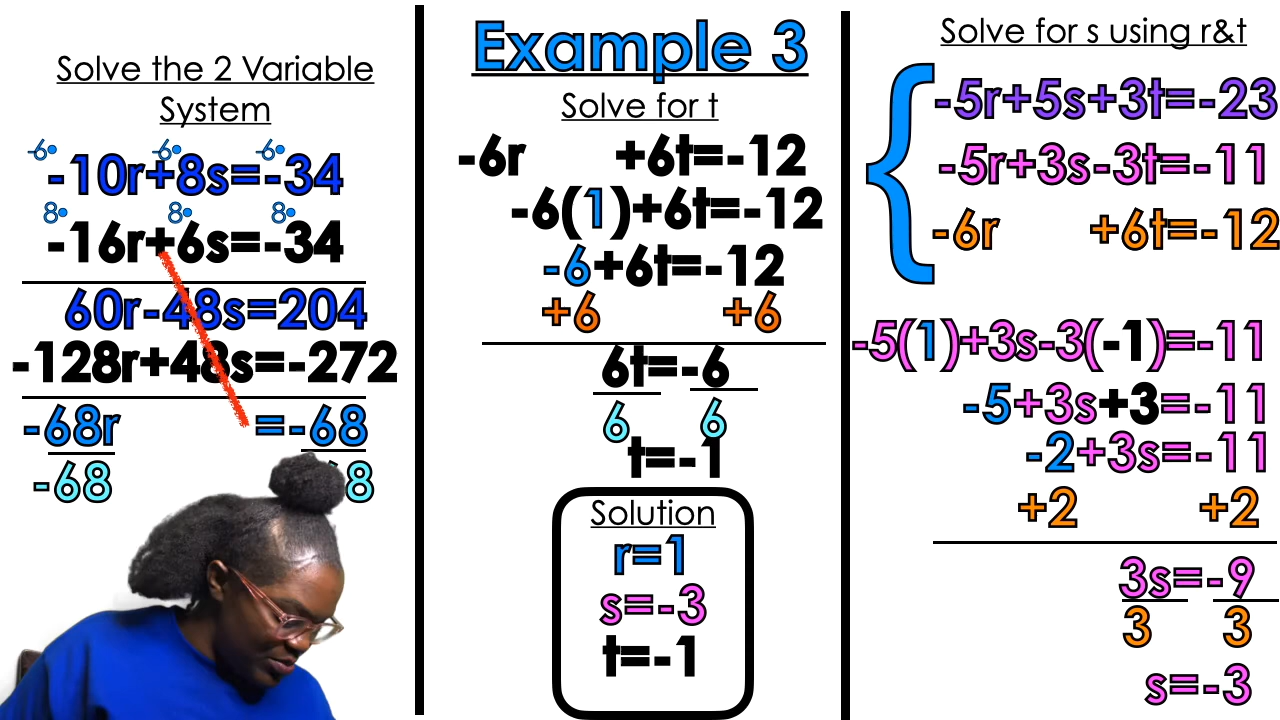 Solve the 2 Variable
System
-6• -6• -6•
-10r+8s=-34
8• 8• 8•
-16r+6s=-34
60r-48s=204
-128r+48s=-272
-68r =-68
-68 8
Example 3
Solve for t
-6r +6t=-12
-6(1)+6t=-12
-6+6t=-12
+6 +6
6t=-6
6 6
t=-1
Solution
r=1
s=-3
t=-1
Solve for s using r&t
-5r+5s+3t=-23
-5r+3s-3t=-11
-6r +6t=-12
-5(1)+3s-3(-1)=-11
-5+3s+3=-11
-2+3s=-11
+2 +2
3s=-9
3 3
s=-3